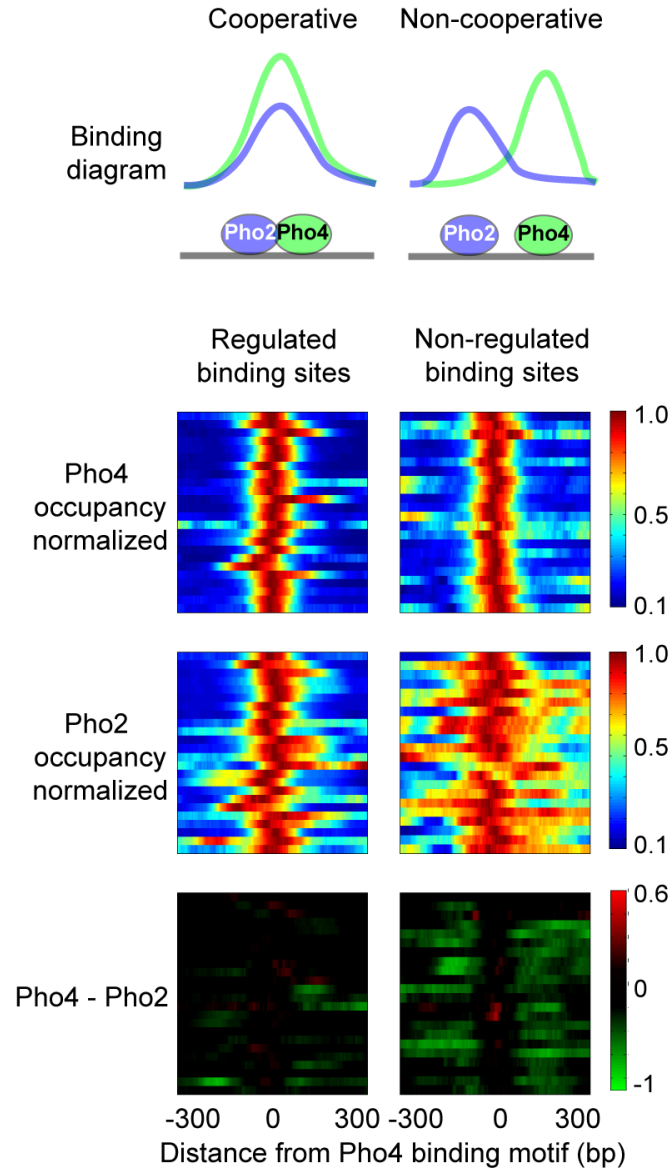 Cooperative
Non-cooperative
Binding
diagram
Pho2
Pho4
Pho2
Pho4
Regulated
binding sites
Non-regulated
binding sites
Pho4
occupancy
normalized
1.0
0.5
0.1
Pho2
occupancy
normalized
1.0
0.5
0.1
Pho4 - Pho2
0.6
0
-1
-300 0 300
-300 0 300
Distance from Pho4 binding motif (bp)